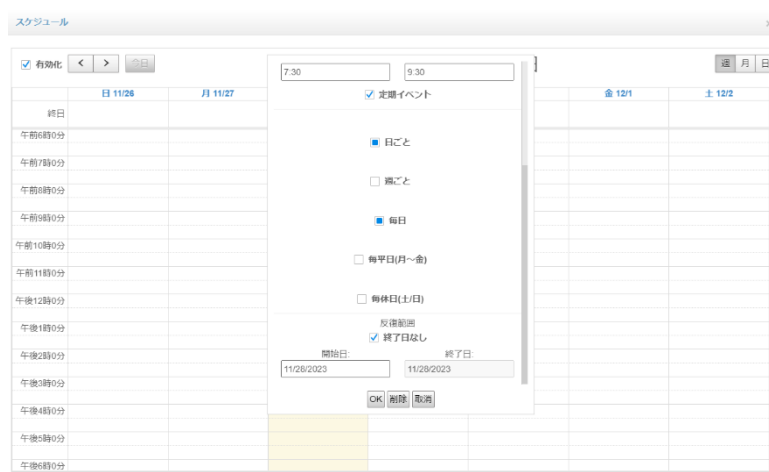 スケジュール
有効化 < > 今日
週 月 日
日 11/26 月 11/27 金 12/1 土 12/2
終日
午前6時0分
午前7時0分
午前8時0分
午前9時0分
午前10時0分
午前11時0分
午後12時0分
午後1時0分
午後2時0分
午後3時0分
午後4時0分
午後5時0分
午後6時0分
7:30 9:30
定期イベント
日ごと
週ごと
毎日
毎平日(月～金)
毎休日(土/日)
反復範囲
終了日なし
開始日: 終了日:
11/28/2023 11/28/2023
OK 削除 取消